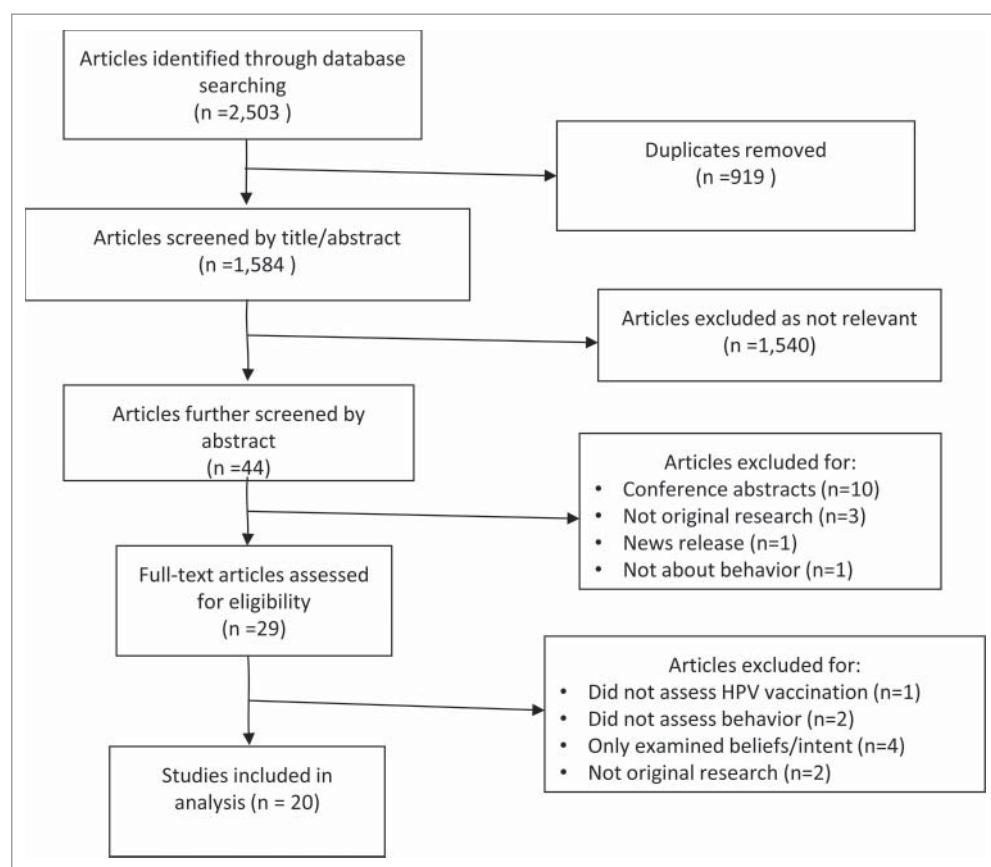 Articles identified through database
searching
(n =2,503 )
Duplicates removed
(n =919 )
Articles screened by title/abstract
(n =1,584 )
Articles excluded as not relevant
(n =1,540)
Articles further screened by
abstract
(n =44)
Articles excluded for:
• Conference abstracts (n=10)
• Not original research (n=3)
• News release (n=1)
• Not about behavior (n=1)
Full-text articles assessed
for eligibility
(n =29)
Articles excluded for:
• Did not assess HPV vaccination (n=1)
• Did not assess behavior (n=2)
• Only examined beliefs/intent (n=4)
• Not original research (n=2)
Studies included in
analysis (n = 20)